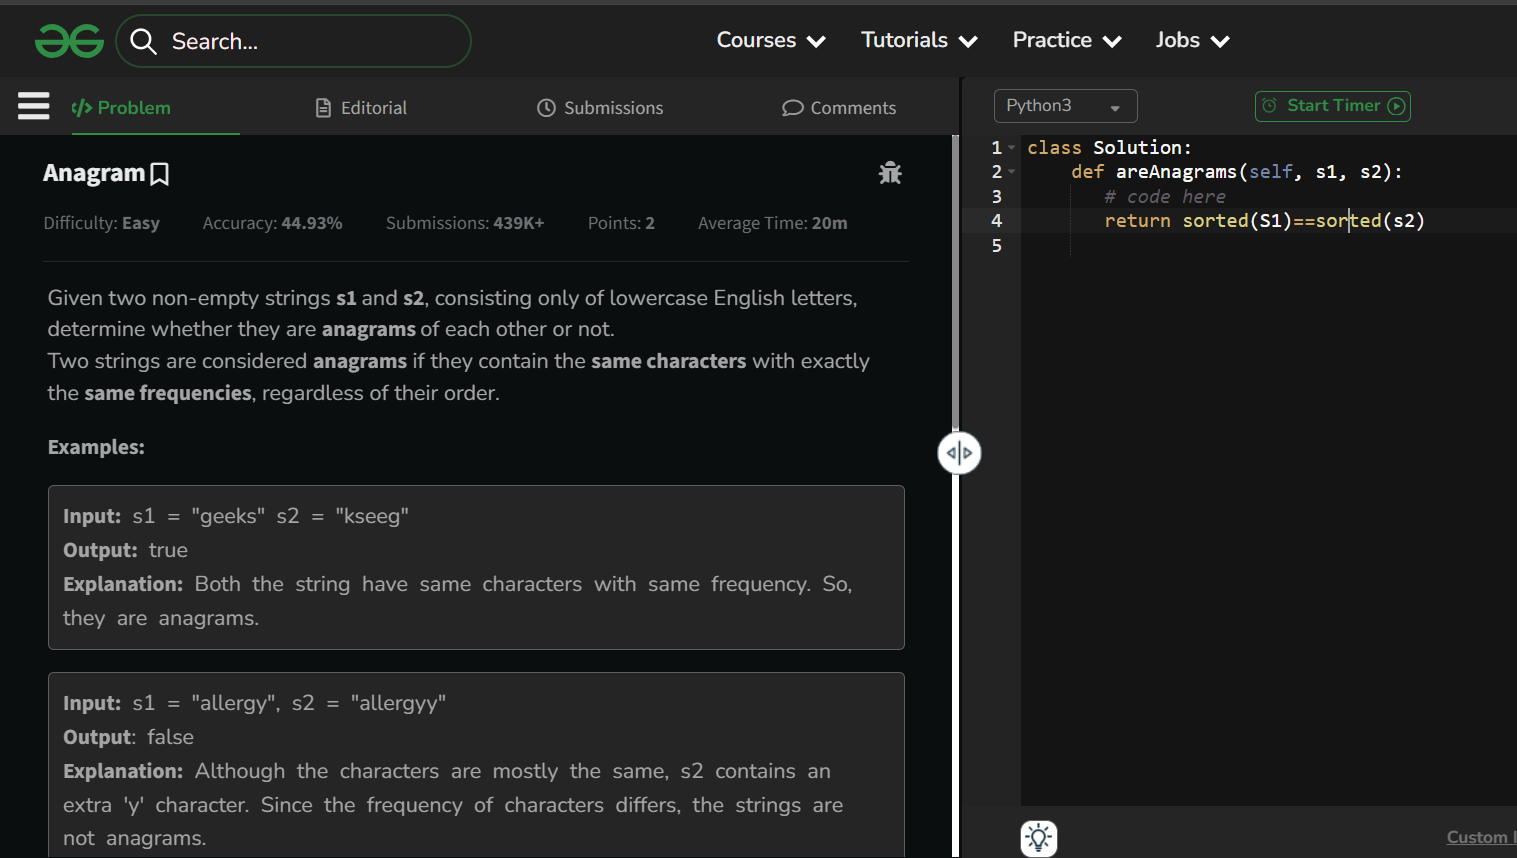 Search...
Courses Tutorials Practice Jobs
Problem Editorial Submissions Comments
Anagram
Difficulty: Easy Accuracy: 44.93% Submissions: 439K+ Points: 2 Average Time: 20m
Given two non-empty strings s1 and s2, consisting only of lowercase English letters,
determine whether they are anagrams of each other or not.
Two strings are considered anagrams if they contain the same characters with exactly
the same frequencies, regardless of their order.
Examples:
Input: s1 = "geeks" s2 = "kseeg"
Output: true
Explanation: Both the string have same characters with same frequency. So,
they are anagrams.
Input: s1 = "allergy", s2 = "allergyy"
Output: false
Explanation: Although the characters are mostly the same, s2 contains an
extra 'y' character. Since the frequency of characters differs, the strings are
not anagrams.
Python3 Start Timer
1 class Solution:
2 def areAnagrams(self, s1, s2):
3 # code here
4 return sorted(S1)==sorted(s2)
5
Custom